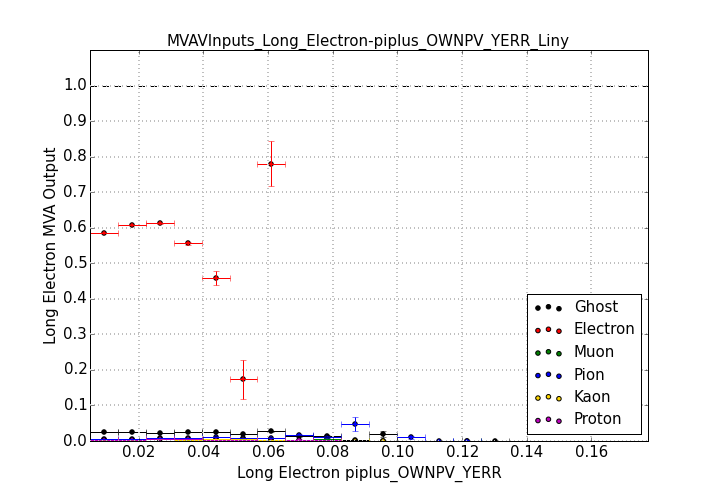 MVAVInputs_Long_Electron-piplus_OWNPV_YERR_Liny
Long Electron MVA Output
1.0
0.9
0.8
0.7
0.6
0.5
0.4
0.3
0.2
0.1
0.0
Ghost
Electron
Muon
Pion
Kaon
Proton
0.02 0.04 0.06 0.08 0.10 0.12 0.14 0.16
Long Electron piplus_OWNPV_YERR